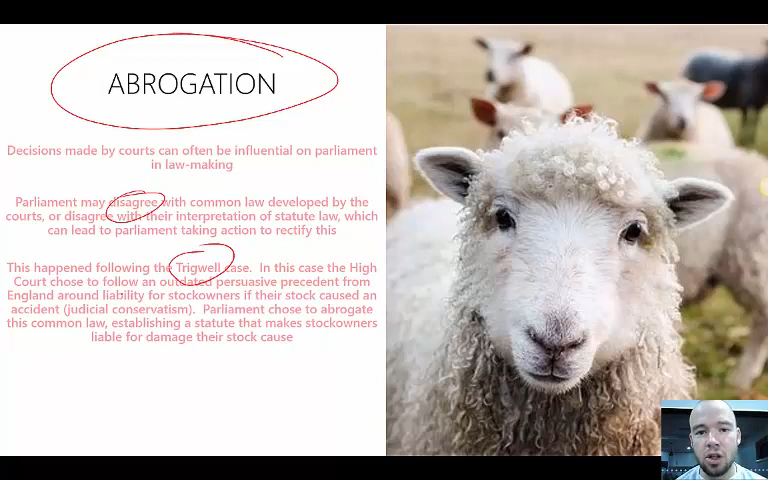 ABROGATION
Decisions made by courts can often be influential on parliament
in law-making
Parliament may disagree with common law developed by the
courts, or disagree with their interpretation of statute law, which
can lead to parliament taking action to rectify this
This happened following the Trigwell case. In this case the High
Court chose to follow an outdated persuasive precedent from
England around liability for stockowners if their stock caused an
accident (judicial conservatism). Parliament chose to abrogate
this common law, establishing a statute that makes stockowners
liable for damage their stock cause